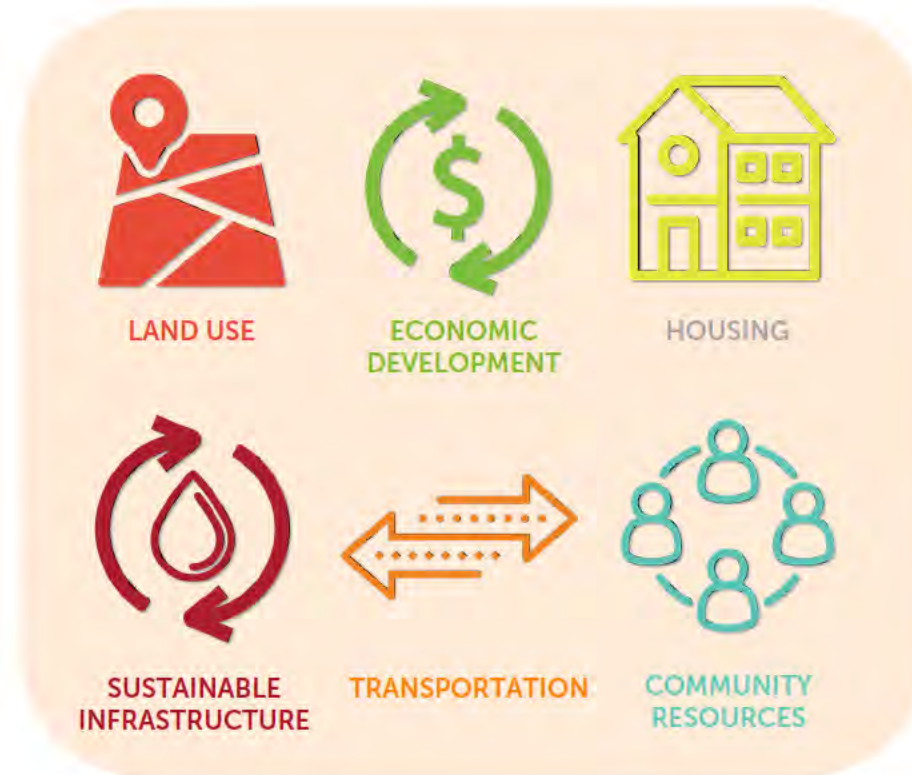 LAND USE
ECONOMIC
DEVELOPMENT
HOUSING
SUSTAINABLE
INFRASTRUCTURE
TRANSPORTATION
COMMUNITY
RESOURCES